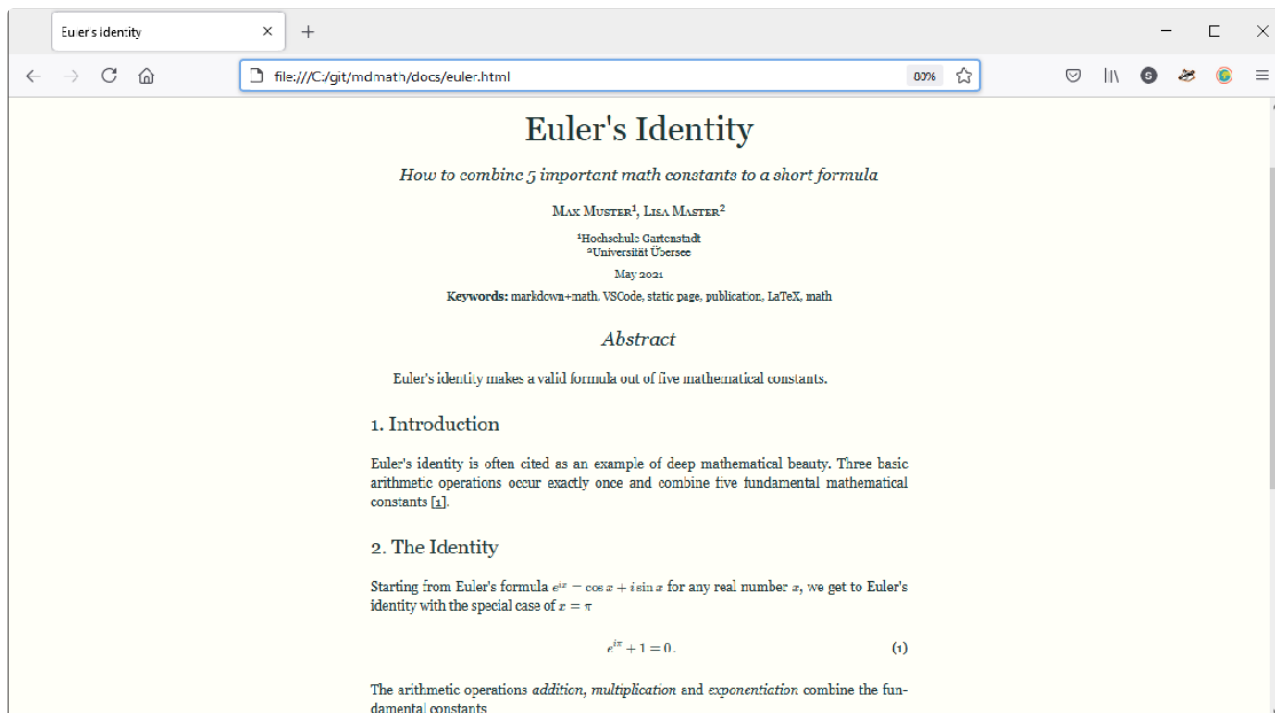 Euler's identity
file:///C:/git/mdmath/docs/euler.html
80%
S
Euler's Identity
How to combine 5 important math constants to a short formula
Max Muster¹, Lisa Master²
¹Hochschule Gartenstadt
²Universität Übersee
May 2021
Keywords: markdown+math, VSCode, static page, publication, LaTeX, math
Abstract
Euler's identity makes a valid formula out of five mathematical constants.
1. Introduction
Euler's identity is often cited as an example of deep mathematical beauty. Three basic
arithmetic operations occur exactly once and combine five fundamental mathematical
constants [1].
2. The Identity
Starting from Euler's formula e^{ix} = cos x + i sin x for any real number x, we get to Euler's
identity with the special case of x = π
e^{iπ} + 1 = 0. (1)
The arithmetic operations addition, multiplication and exponentiation combine the fun-
damental constants